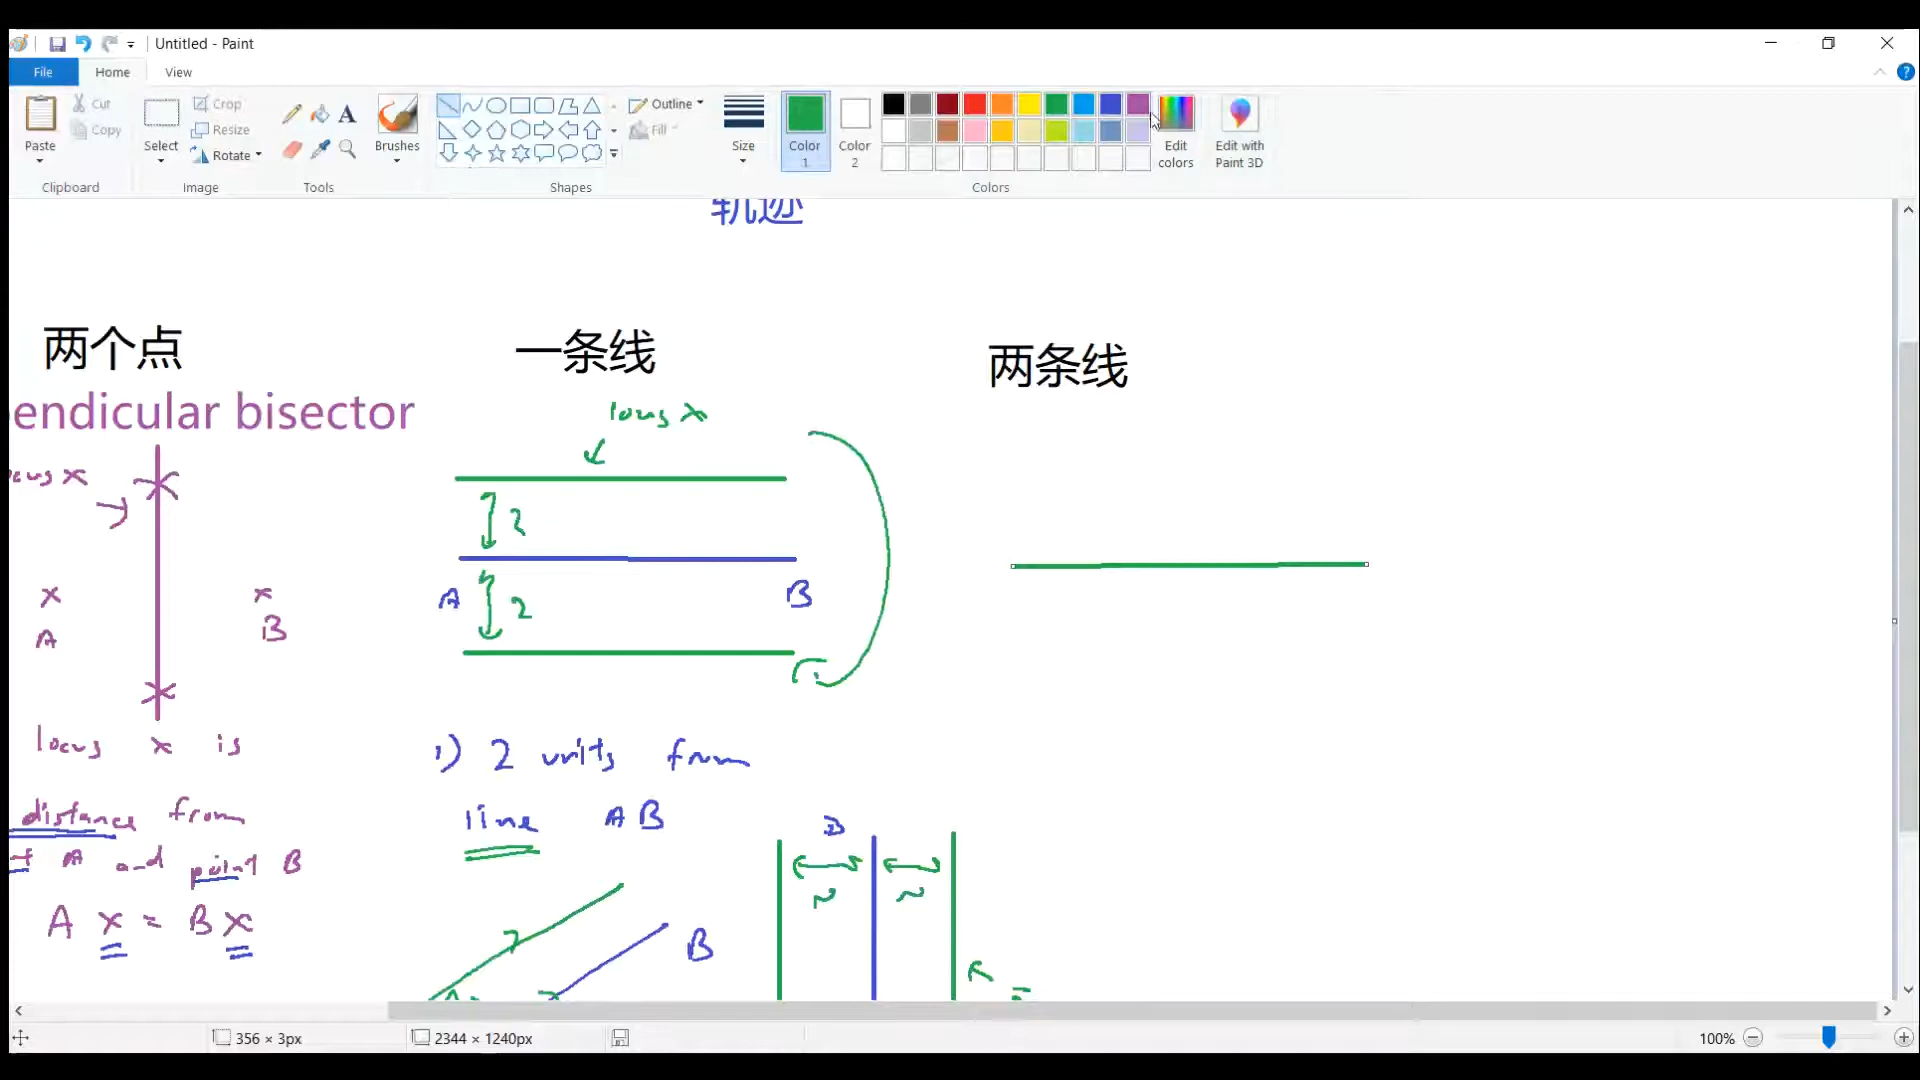 Untitled - Paint
File
Home
View
Paste
Cut
Copy
Clipboard
Select
Crop
Resize
Rotate
Image
Tools
Brushes
Shapes
Outline
Fill
Size
Color 1
Color 2
Colors
Edit colors
Edit with Paint 3D
轨迹
两个点
一条线
两条线
endicular bisector
locus x
ocus x
2
2
A
B
x
x
A
B
locus x is
distance from
A and point B
A x = B x
1) 2 units from
line AB
B
356 × 3px
2344 × 1240px
100%